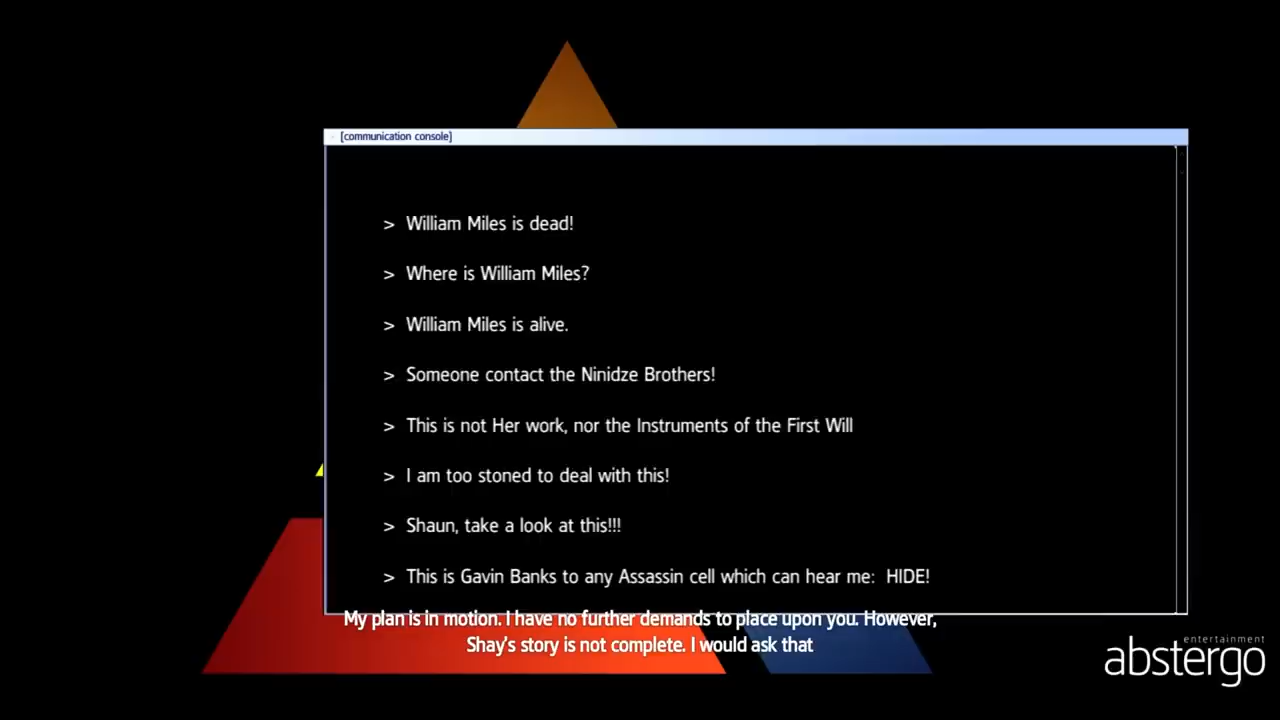 [communication console]
> William Miles is dead!
> Where is William Miles?
> William Miles is alive.
> Someone contact the Ninidze Brothers!
> This is not Her work, nor the Instruments of the First Will
> I am too stoned to deal with this!
> Shaun, take a look at this!!!
> This is Gavin Banks to any Assassin cell which can hear me:  HIDE!
My plan is in motion. I have no further demands to place upon you. However,
Shay's story is not complete. I would ask that
entertainment
abstergo